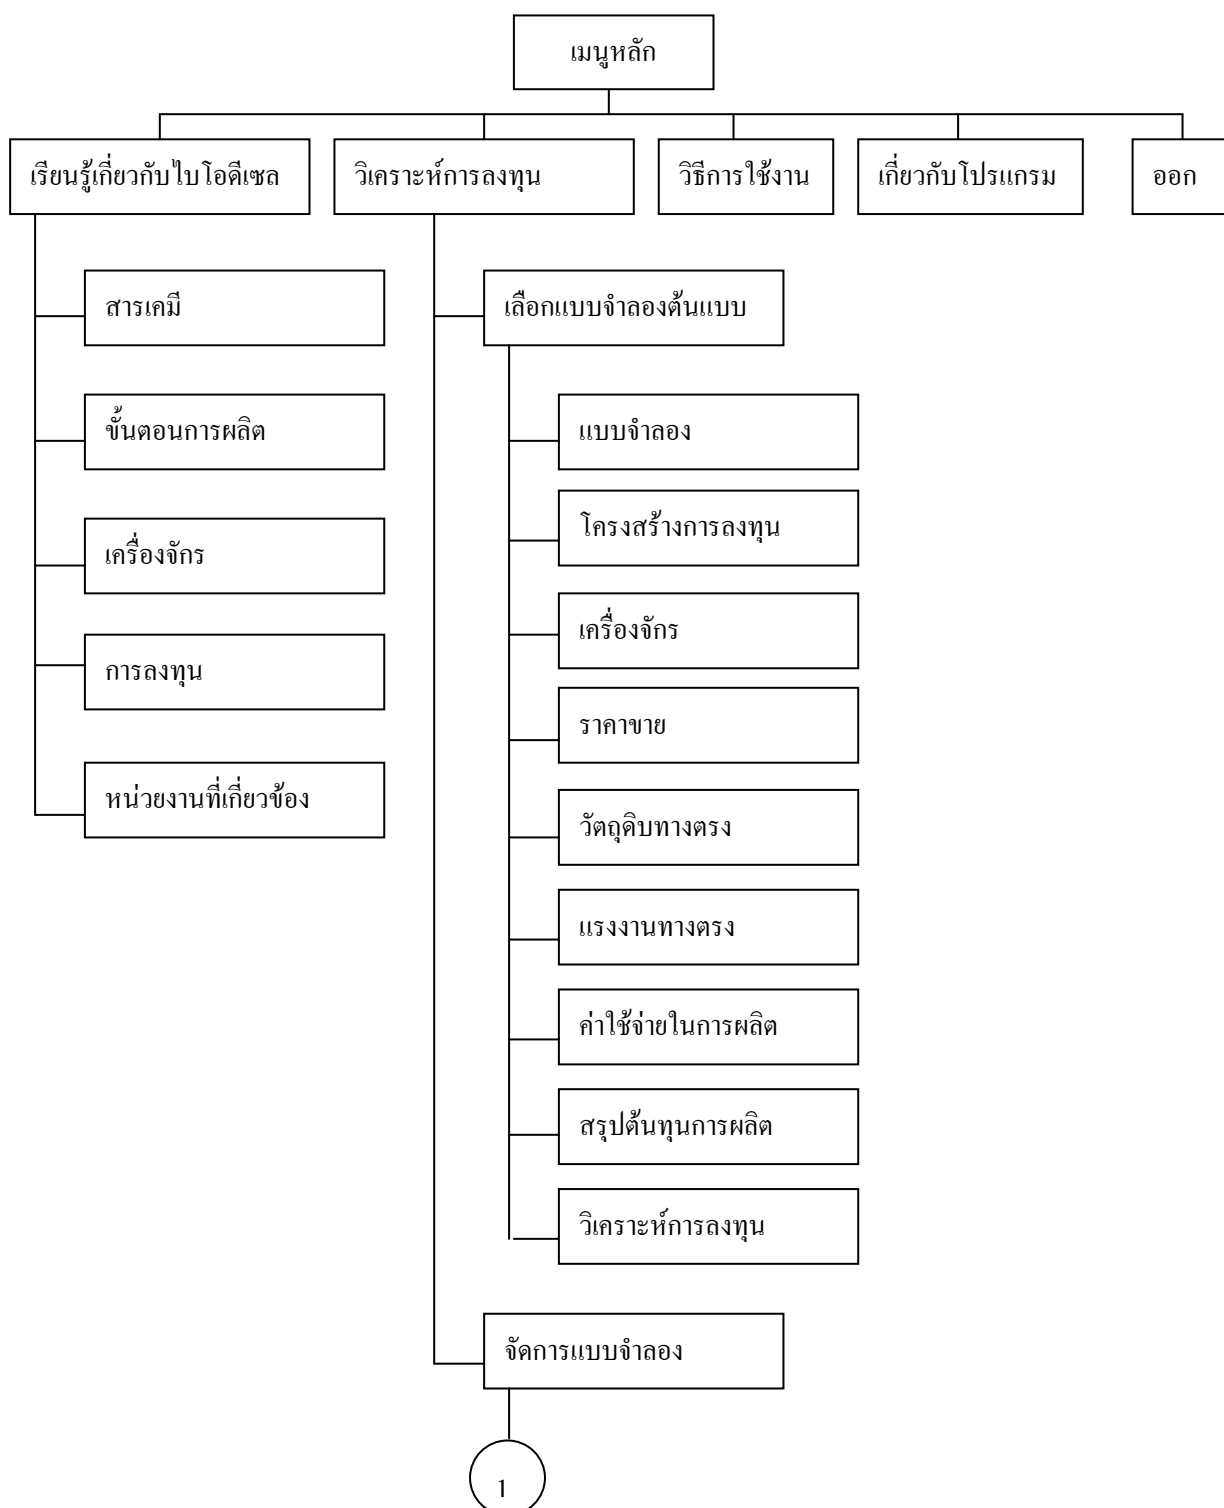 เมนูหลัก
เรียนรู้เกี่ยวกับไบโอดีเซล
วิเคราะห์การลงทุน
วิธีการใช้งาน
เกี่ยวกับโปรแกรม
ออก
สารเคมี
ขั้นตอนการผลิต
เครื่องจักร
การลงทุน
หน่วยงานที่เกี่ยวข้อง
เลือกแบบจำลองต้นแบบ
แบบจำลอง
โครงสร้างการลงทุน
เครื่องจักร
ราคาขาย
วัตถุดิบทางตรง
แรงงานทางตรง
ค่าใช้จ่ายในการผลิต
สรุปต้นทุนการผลิต
วิเคราะห์การลงทุน
จัดการแบบจำลอง
1